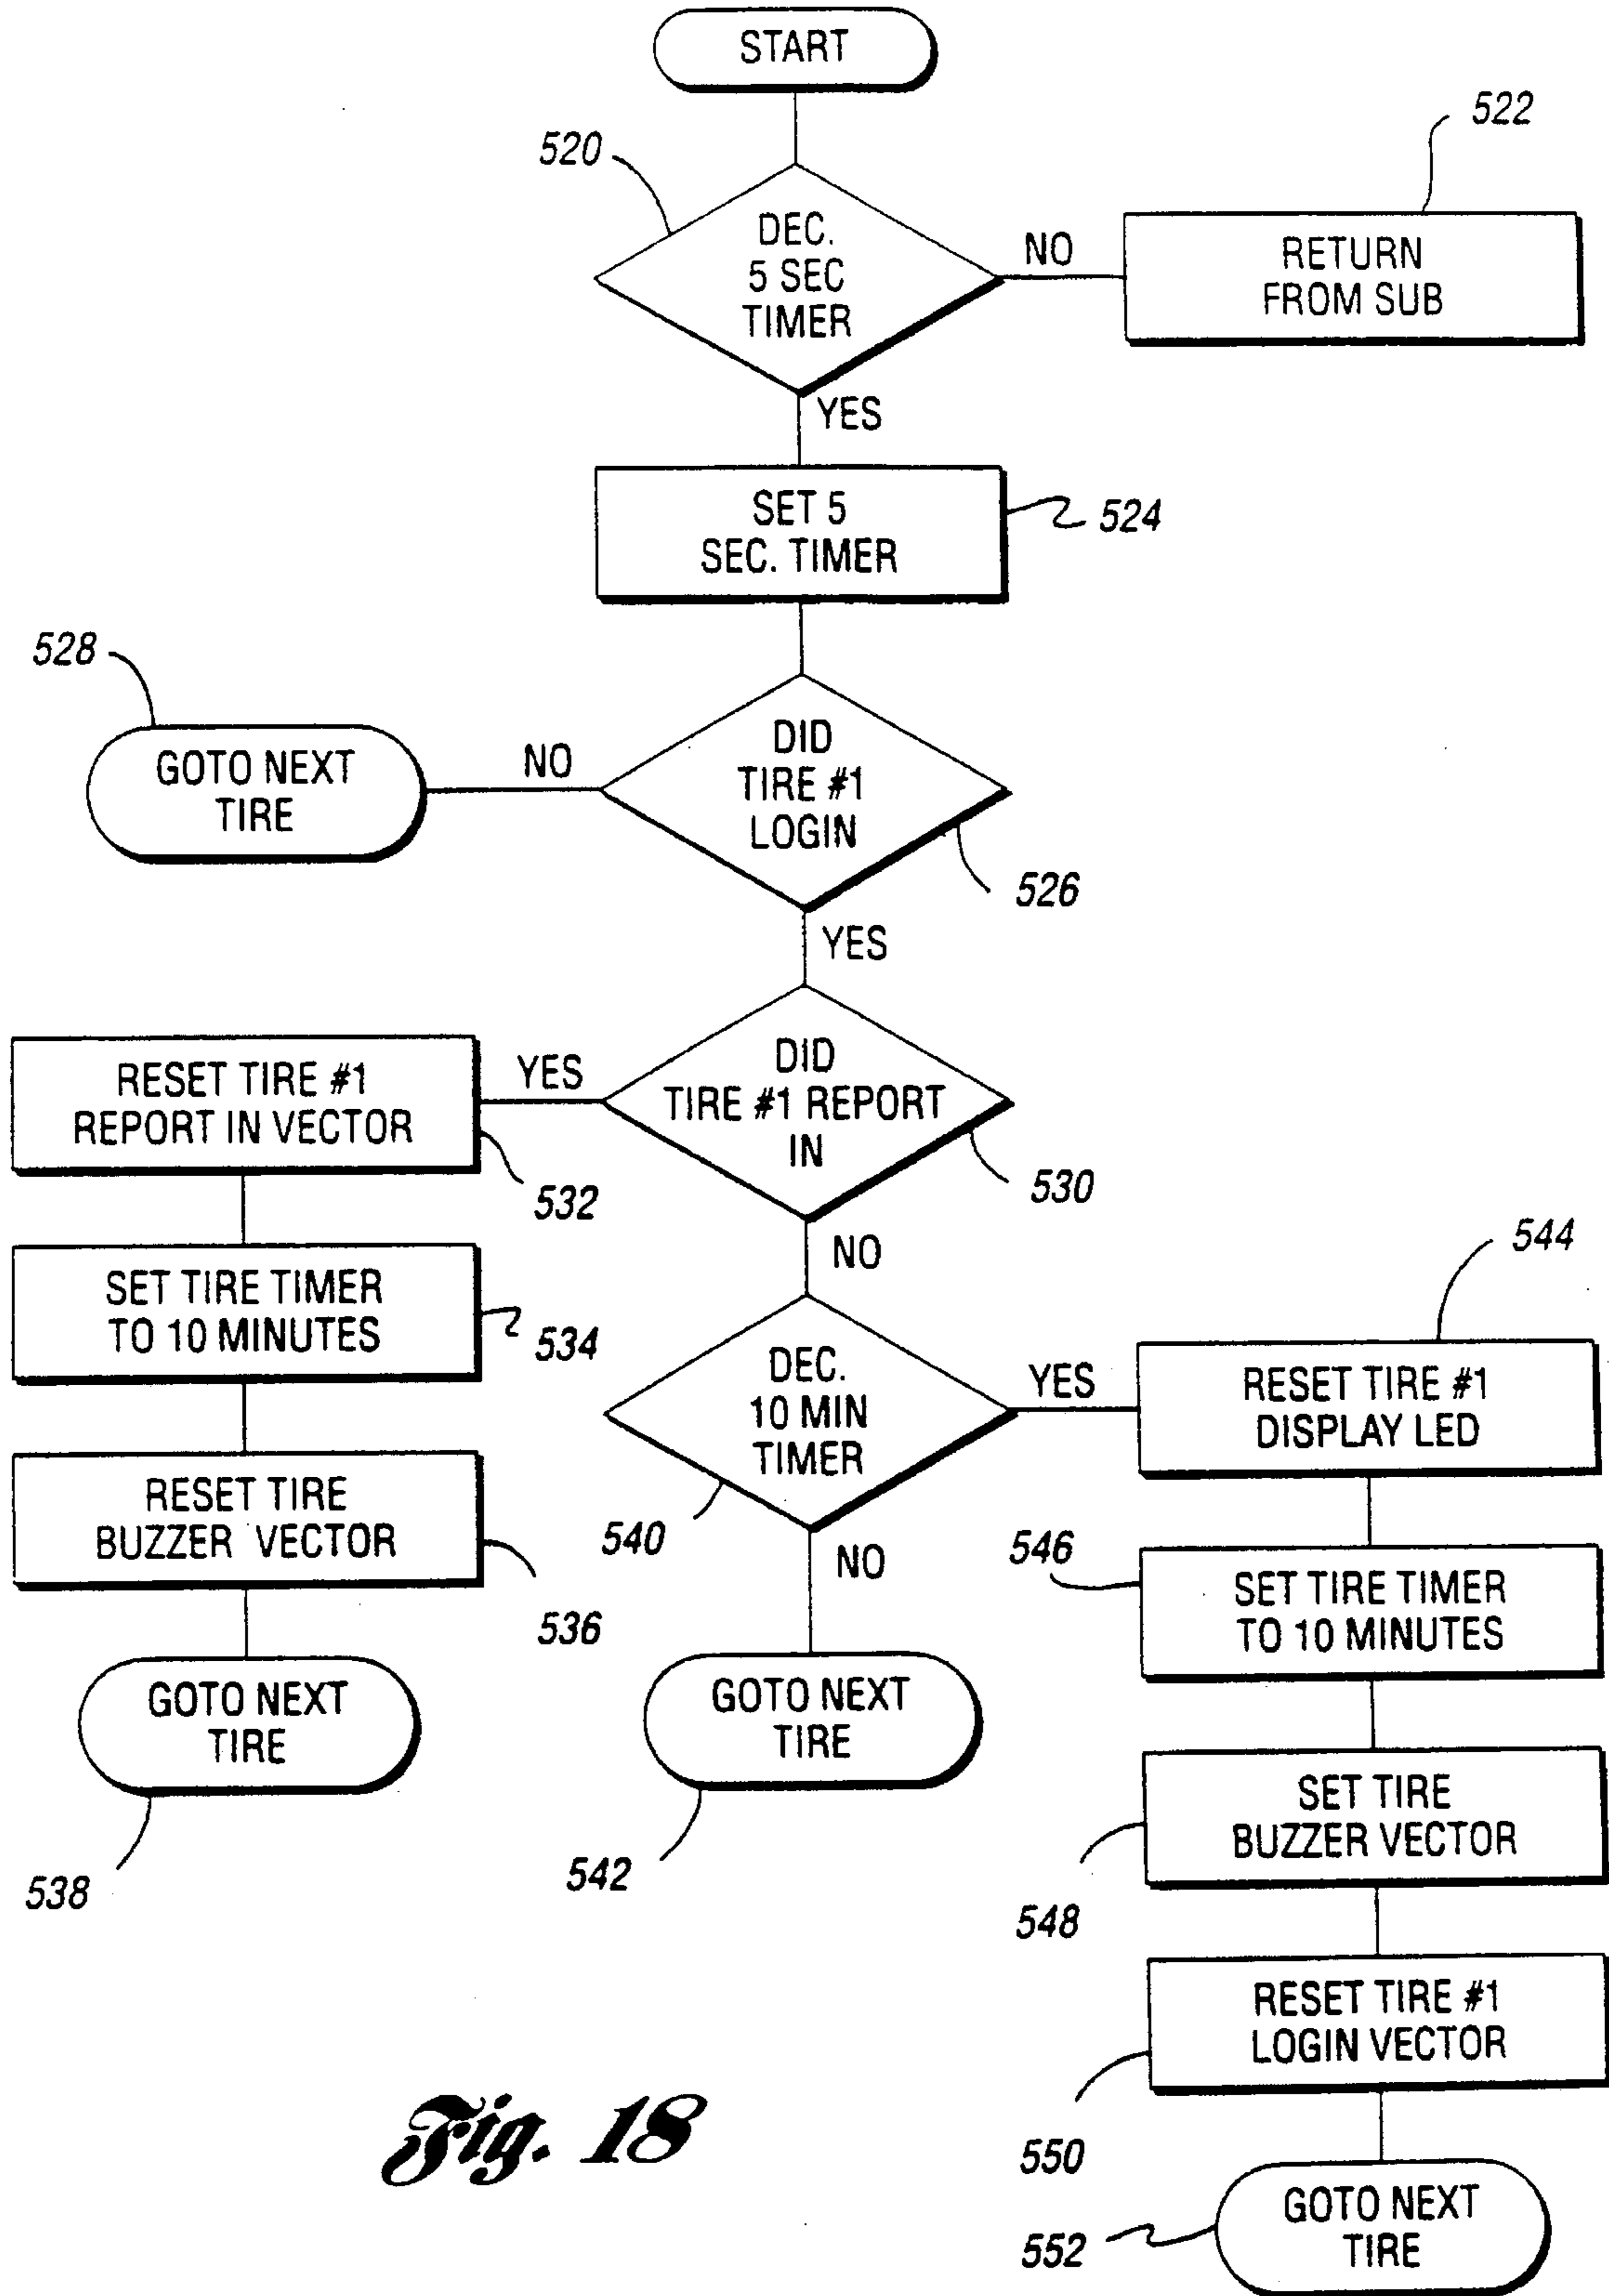 START
520
522
DEC.
5 SEC
TIMER
NO
RETURN
FROM SUB
YES
SET 5
SEC. TIMER
524
528
GOTO NEXT
TIRE
NO
DID
TIRE #1
LOGIN
526
YES
RESET TIRE #1
REPORT IN VECTOR
YES
DID
TIRE #1 REPORT
IN
532
530
NO
SET TIRE TIMER
TO 10 MINUTES
534
544
DEC.
10 MIN
TIMER
YES
RESET TIRE #1
DISPLAY LED
RESET TIRE
BUZZER VECTOR
536
540
NO
546
SET TIRE TIMER
TO 10 MINUTES
GOTO NEXT
TIRE
538
GOTO NEXT
TIRE
542
SET TIRE
BUZZER VECTOR
548
RESET TIRE #1
LOGIN VECTOR
550
GOTO NEXT
TIRE
552
Fig. 18